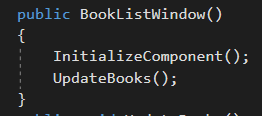 public BookListWindow()
{
InitializeComponent();
UpdateBooks();
}